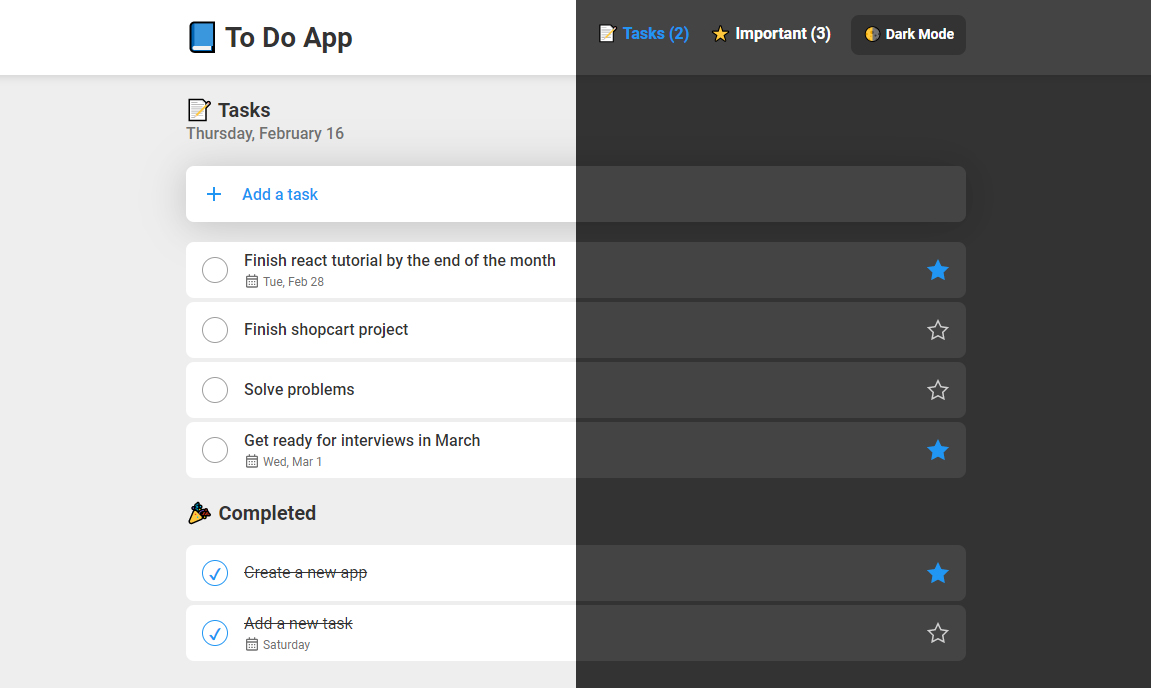 To Do App
Tasks (2)
Important (3)
Dark Mode
Tasks
Thursday, February 16
Add a task
Finish react tutorial by the end of the month
Tue, Feb 28
Finish shopcart project
Solve problems
Get ready for interviews in March
Wed, Mar 1
Completed
Create a new app
Add a new task
Saturday